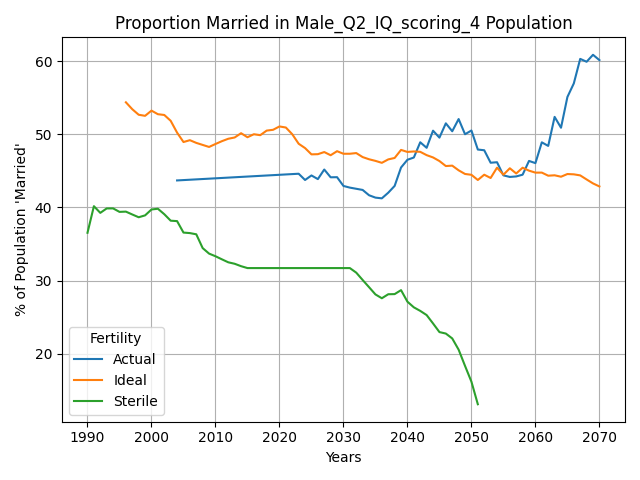 Proportion Married in Male_Q2_IQ_scoring_4 Population
% of Population 'Married'
60
50
40
30
20
Fertility
Actual
Ideal
Sterile
1990 2000 2010 2020 2030 2040 2050 2060 2070
Years